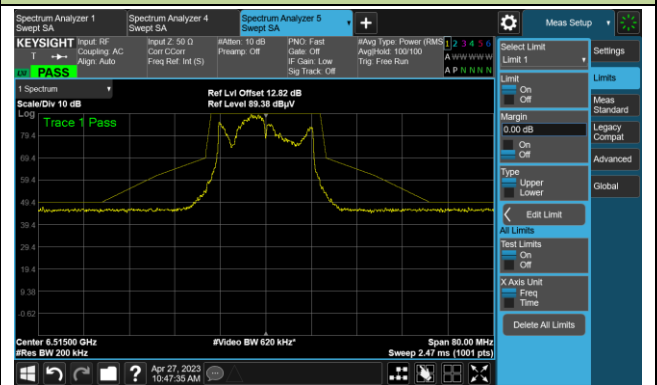 Spectrum Analyzer 1
Swept SA
Spectrum Analyzer 4
Swept SA
Spectrum Analyzer 5
Swept SA
Meas Setup
KEYSIGHT
Input: RF
Coupling: AC
Align: Auto
Input Z: 50 Ω
Corr CCorr
Freq Ref: Int (S)
#Atten: 10 dB
Preamp: Off
PNO: Fast
Gate: Off
IF Gain: Low
Sig Track: Off
#Avg Type: Power (RMS
Avg|Hold: 100/100
Trig: Free Run
1 2 3 4 5 6
A W W W W W
A P N N N N
PASS
1 Spectrum
Scale/Div 10 dB
Ref Lvl Offset 12.82 dB
Ref Level 89.38 dBµV
Log
Trace 1 Pass
79.4
69.4
59.4
49.4
39.4
29.4
19.4
9.38
-0.62
Center 6.51500 GHz
#Res BW 200 kHz
#Video BW 620 kHz*
Span 80.00 MHz
Sweep 2.47 ms (1001 pts)
Apr 27, 2023
10:47:35 AM
Select Limit
Limit 1
Limit
On
Off
Margin
0.00 dB
On
Off
Type
Upper
Lower
Edit Limit
All Limits
Test Limits
On
Off
X Axis Unit
Freq
Time
Delete All Limits
Settings
Limits
Meas
Standard
Legacy
Compat
Advanced
Global